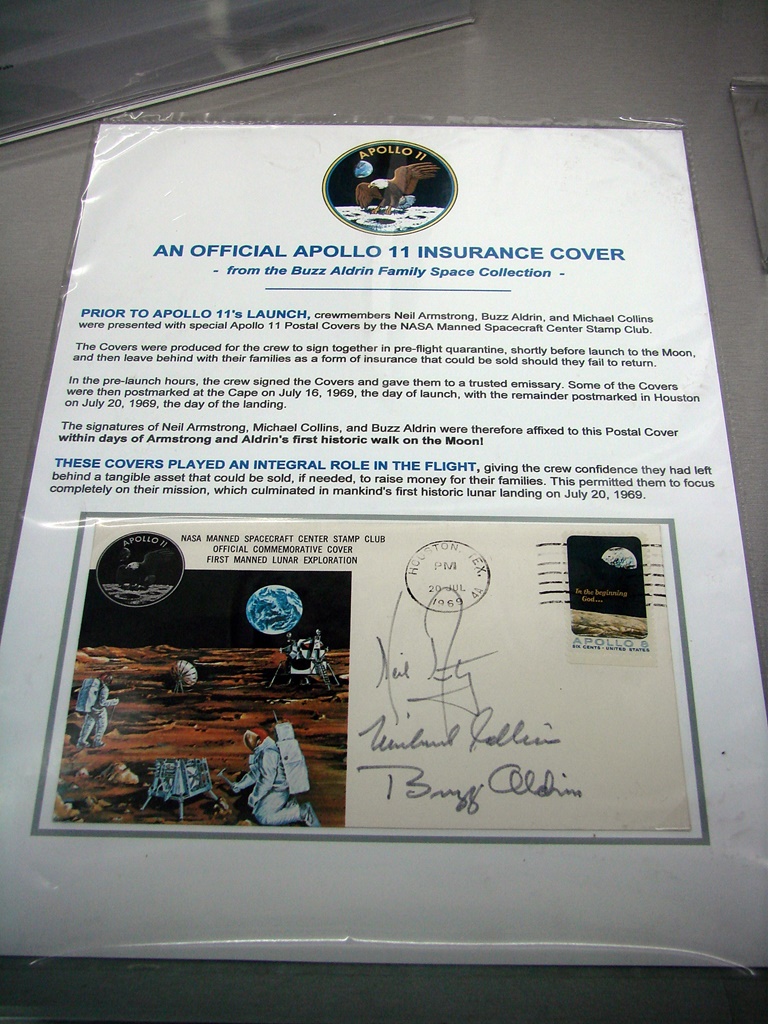 APOLLO 11
AN OFFICIAL APOLLO 11 INSURANCE COVER
- from the Buzz Aldrin Family Space Collection -
PRIOR TO APOLLO 11's LAUNCH, crewmembers Neil Armstrong, Buzz Aldrin, and Michael Collins
were presented with special Apollo 11 Postal Covers by the NASA Manned Spacecraft Center Stamp Club.
The Covers were produced for the crew to sign together in pre-flight quarantine, shortly before launch to the Moon,
and then leave behind with their families as a form of insurance that could be sold should they fail to return.
In the pre-launch hours, the crew signed the Covers and gave them to a trusted emissary. Some of the Covers
were then postmarked at the Cape on July 16, 1969, the day of launch, with the remainder postmarked in Houston
on July 20, 1969, the day of the landing.
The signatures of Neil Armstrong, Michael Collins, and Buzz Aldrin were therefore affixed to this Postal Cover
within days of Armstrong and Aldrin's first historic walk on the Moon!
THESE COVERS PLAYED AN INTEGRAL ROLE IN THE FLIGHT, giving the crew confidence they had left
behind a tangible asset that could be sold, if needed, to raise money for their families. This permitted them to focus
completely on their mission, which culminated in mankind's first historic lunar landing on July 20, 1969.
APOLLO 11
NASA MANNED SPACECRAFT CENTER STAMP CLUB
OFFICIAL COMMEMORATIVE COVER
FIRST MANNED LUNAR EXPLORATION
HOUSTON, TEX.
PM
20 JUL
1969
4A
In the beginning
God...
APOLLO 8
SIX CENTS · UNITED STATES
Neil Armstrong
Michael Collins
Buzz Aldrin